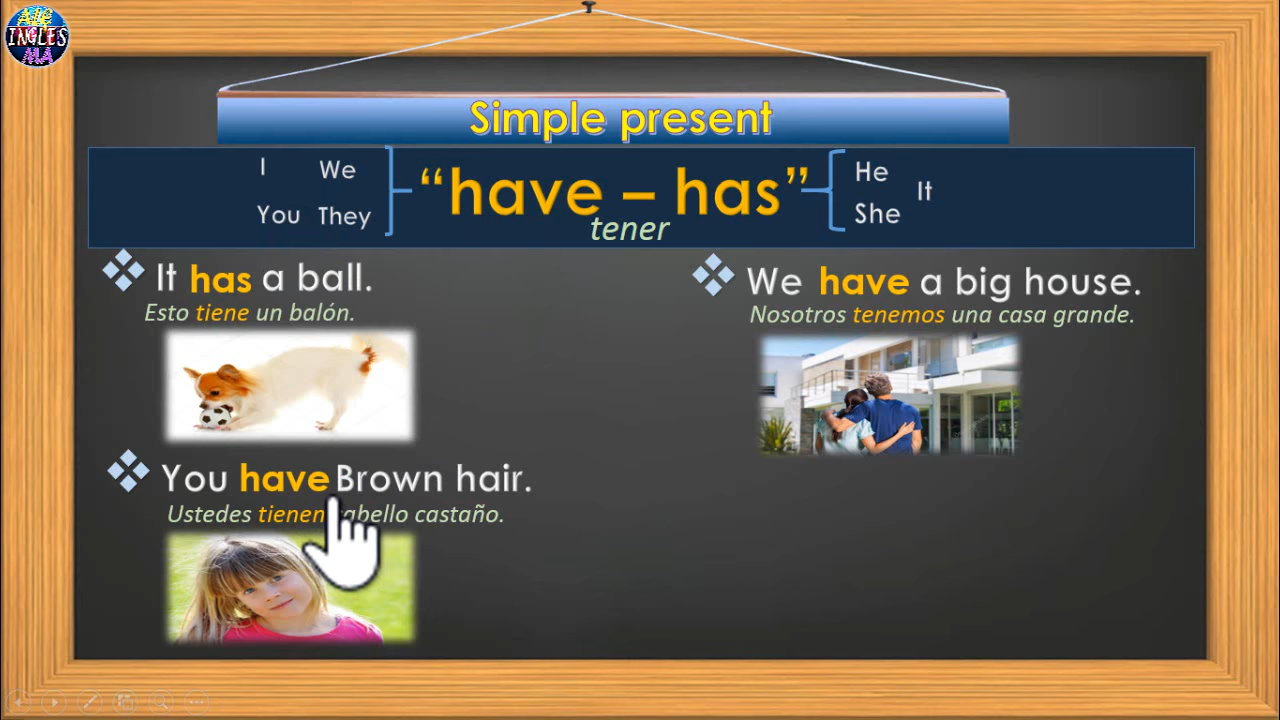 INGLES
ALA
Simple present
I We
You They
“have – has”
tener
He
She
It
It has a ball.
Esto tiene un balón.
We have a big house.
Nosotros tenemos una casa grande.
You have Brown hair.
Ustedes tienen castaño.